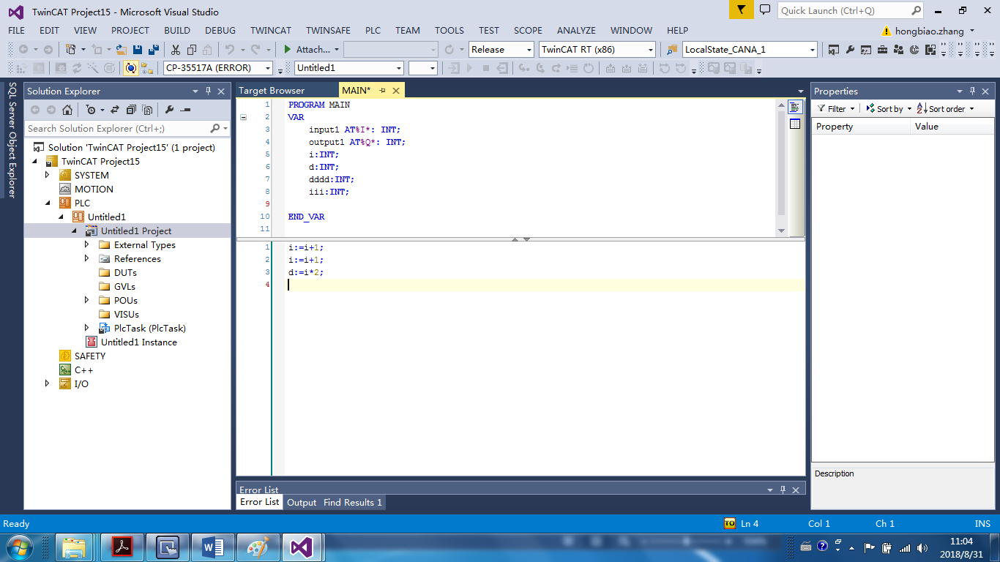 TwinCAT Project15 - Microsoft Visual Studio
Quick Launch (Ctrl+Q)
FILE EDIT VIEW PROJECT BUILD DEBUG TWINCAT TWINSAFE PLC TEAM TOOLS TEST SCOPE ANALYZE WINDOW HELP
hongbiao.zhang
Attach... Release TwinCAT RT (x86) LocalState_CANA_1
CP-35517A (ERROR) Untitled1
SQL Server Object Explorer
Solution Explorer
Search Solution Explorer (Ctrl+;)
Solution 'TwinCAT Project15' (1 project)
TwinCAT Project15
SYSTEM
MOTION
PLC
Untitled1
Untitled1 Project
External Types
References
DUTs
GVLs
POUs
VISUs
PlcTask (PlcTask)
Untitled1 Instance
SAFETY
C++
I/O
Target Browser MAIN*
1 PROGRAM MAIN
2 VAR
3 input1 AT%I*: INT;
4 output1 AT%Q*: INT;
5 i:INT;
6 d:INT;
7 dddd:INT;
8 iii:INT;
9
10 END_VAR
11
1 i:=i+1;
2 i:=i+1;
3 d:=i*2;
4
Error List
Error List Output Find Results 1
Properties
Filter Sort by Sort order
Property Value
Description
Ready TO Ln 4 Col 1 Ch 1 INS
11:04
2018/8/31